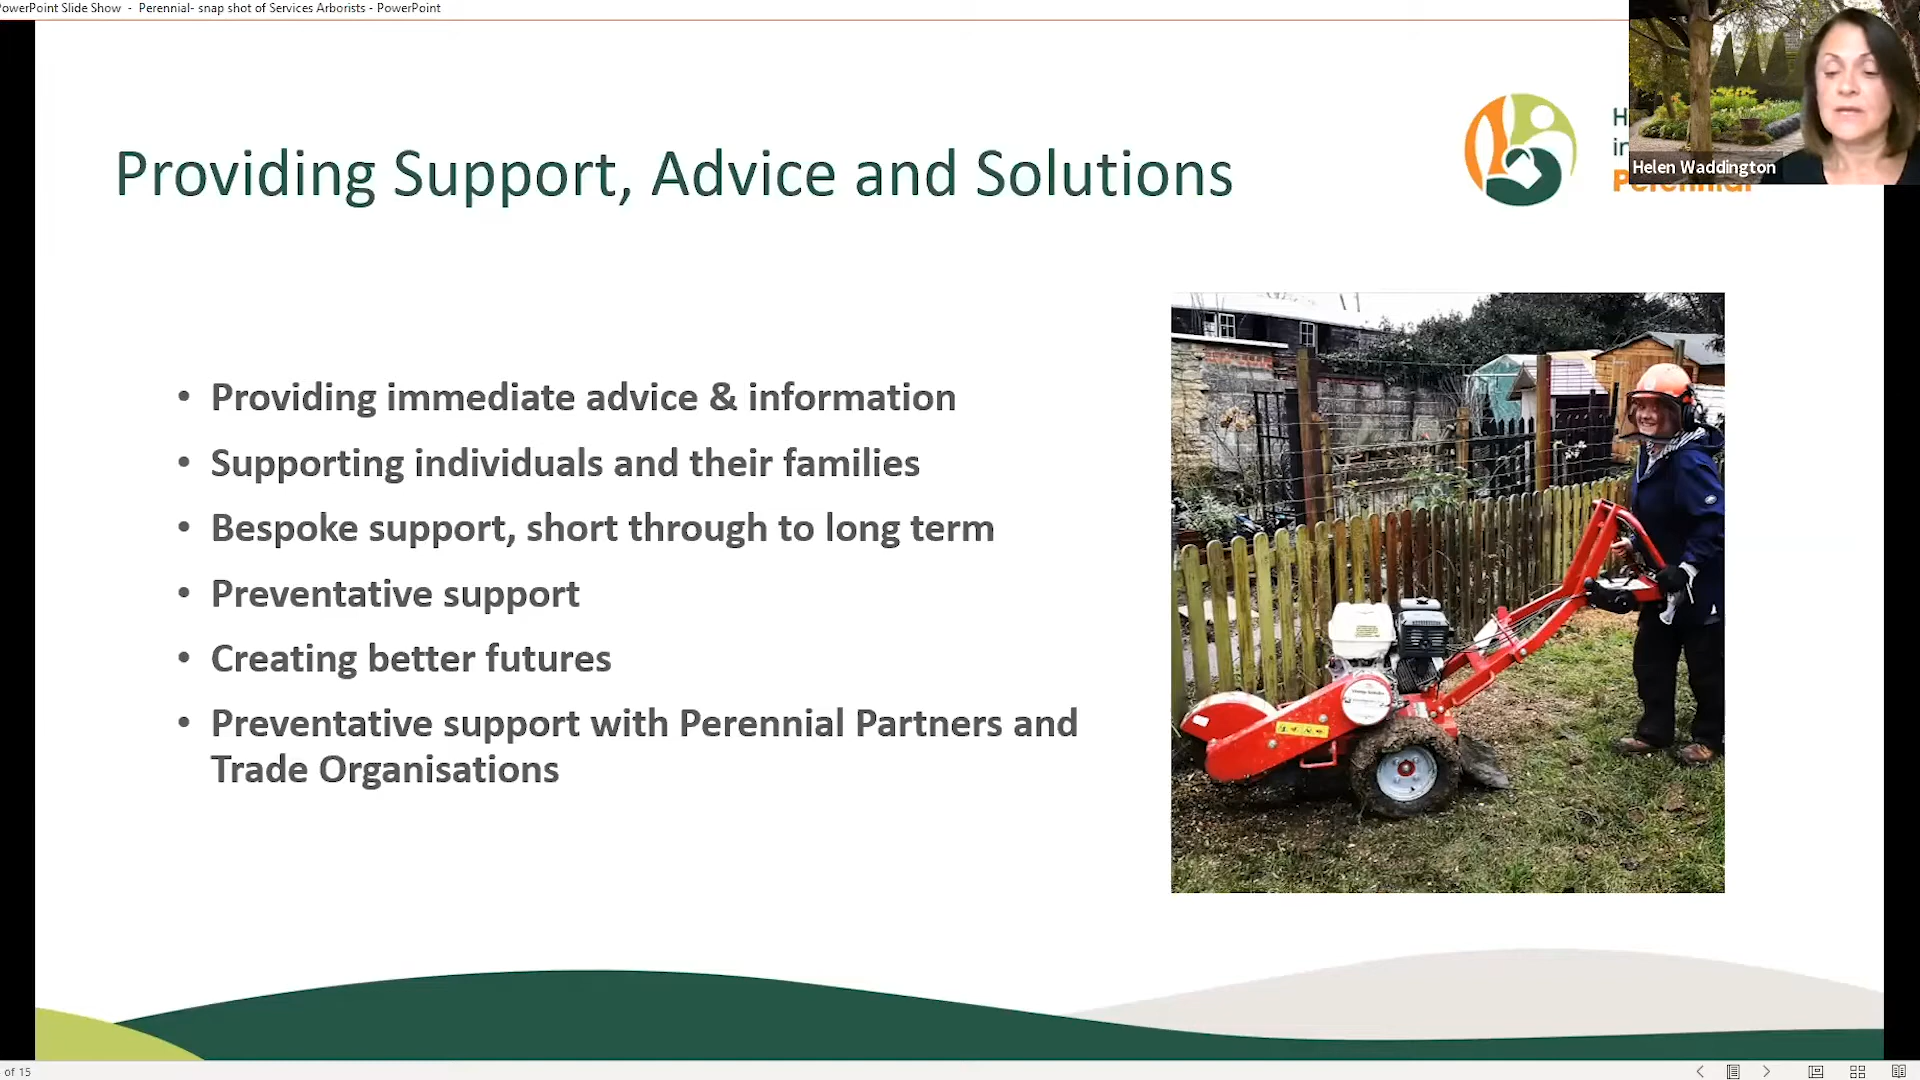 PowerPoint Slide Show - Perennial- snap shot of Services Arborists - PowerPoint
Providing Support, Advice and Solutions
Helen Waddington
Perennial
• Providing immediate advice & information
• Supporting individuals and their families
• Bespoke support, short through to long term
• Preventative support
• Creating better futures
• Preventative support with Perennial Partners and
Trade Organisations
of 15